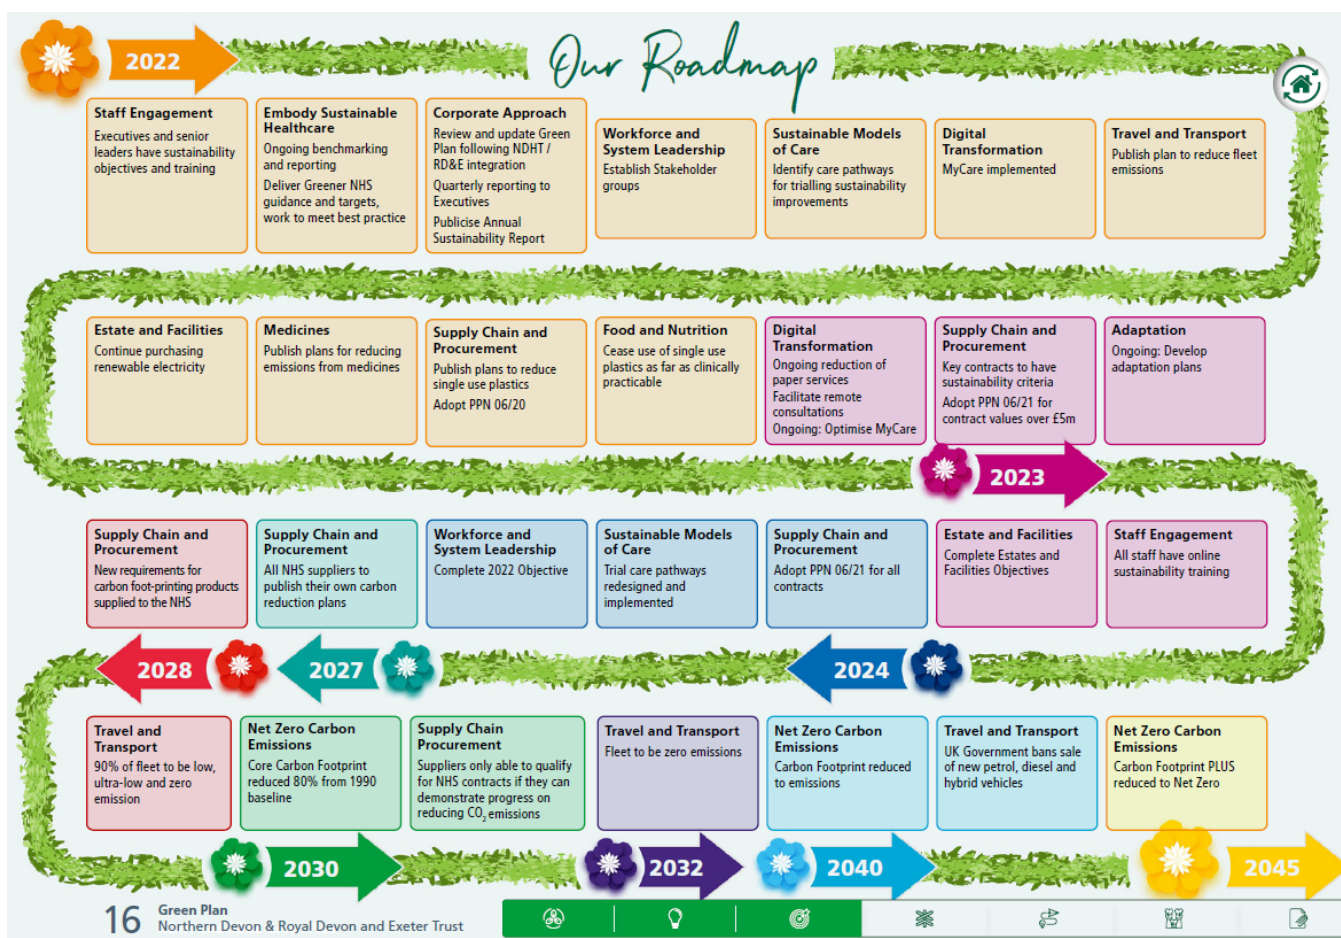 2022
Our Roadmap
Staff Engagement
Executives and senior
leaders have sustainability
objectives and training
Embody Sustainable
Healthcare
Ongoing benchmarking
and reporting
Deliver Greener NHS
guidance and targets,
work to meet best practice
Corporate Approach
Review and update Green
Plan following NDHT /
RD&E integration
Quarterly reporting to
Executives
Publicise Annual
Sustainability Report
Workforce and
System Leadership
Establish Stakeholder
groups
Sustainable Models
of Care
Identify care pathways
for trialling sustainability
improvements
Digital
Transformation
MyCare implemented
Travel and Transport
Publish plan to reduce fleet
emissions
Estate and Facilities
Continue purchasing
renewable electricity
Medicines
Publish plans for reducing
emissions from medicines
Supply Chain and
Procurement
Publish plans to reduce
single use plastics
Adopt PPN 06/20
Food and Nutrition
Cease use of single use
plastics as far as clinically
practicable
Digital
Transformation
Ongoing reduction of
paper services
Facilitate remote
consultations
Ongoing: Optimise MyCare
Supply Chain and
Procurement
Key contracts to have
sustainability criteria
Adopt PPN 06/21 for
contract values over £5m
Adaptation
Ongoing: Develop
adaptation plans
2023
Supply Chain and
Procurement
New requirements for
carbon foot-printing products
supplied to the NHS
Supply Chain and
Procurement
All NHS suppliers to
publish their own carbon
reduction plans
Workforce and
System Leadership
Complete 2022 Objective
Sustainable Models
of Care
Trial care pathways
redesigned and
implemented
Supply Chain and
Procurement
Adopt PPN 06/21 for all
contracts
Estate and Facilities
Complete Estates and
Facilities Objectives
Staff Engagement
All staff have online
sustainability training
2028
2027
2024
Travel and
Transport
90% of fleet to be low,
ultra-low and zero
emission
Net Zero Carbon
Emissions
Core Carbon Footprint
reduced 80% from 1990
baseline
Supply Chain
Procurement
Suppliers only able to qualify
for NHS contracts if they can
demonstrate progress on
reducing CO₂ emissions
Travel and Transport
Fleet to be zero emissions
Net Zero Carbon
Emissions
Carbon Footprint reduced
to emissions
Travel and Transport
UK Government bans sale
of new petrol, diesel and
hybrid vehicles
Net Zero Carbon
Emissions
Carbon Footprint PLUS
reduced to Net Zero
2030
2032
2040
2045
16
Green Plan
Northern Devon & Royal Devon and Exeter Trust